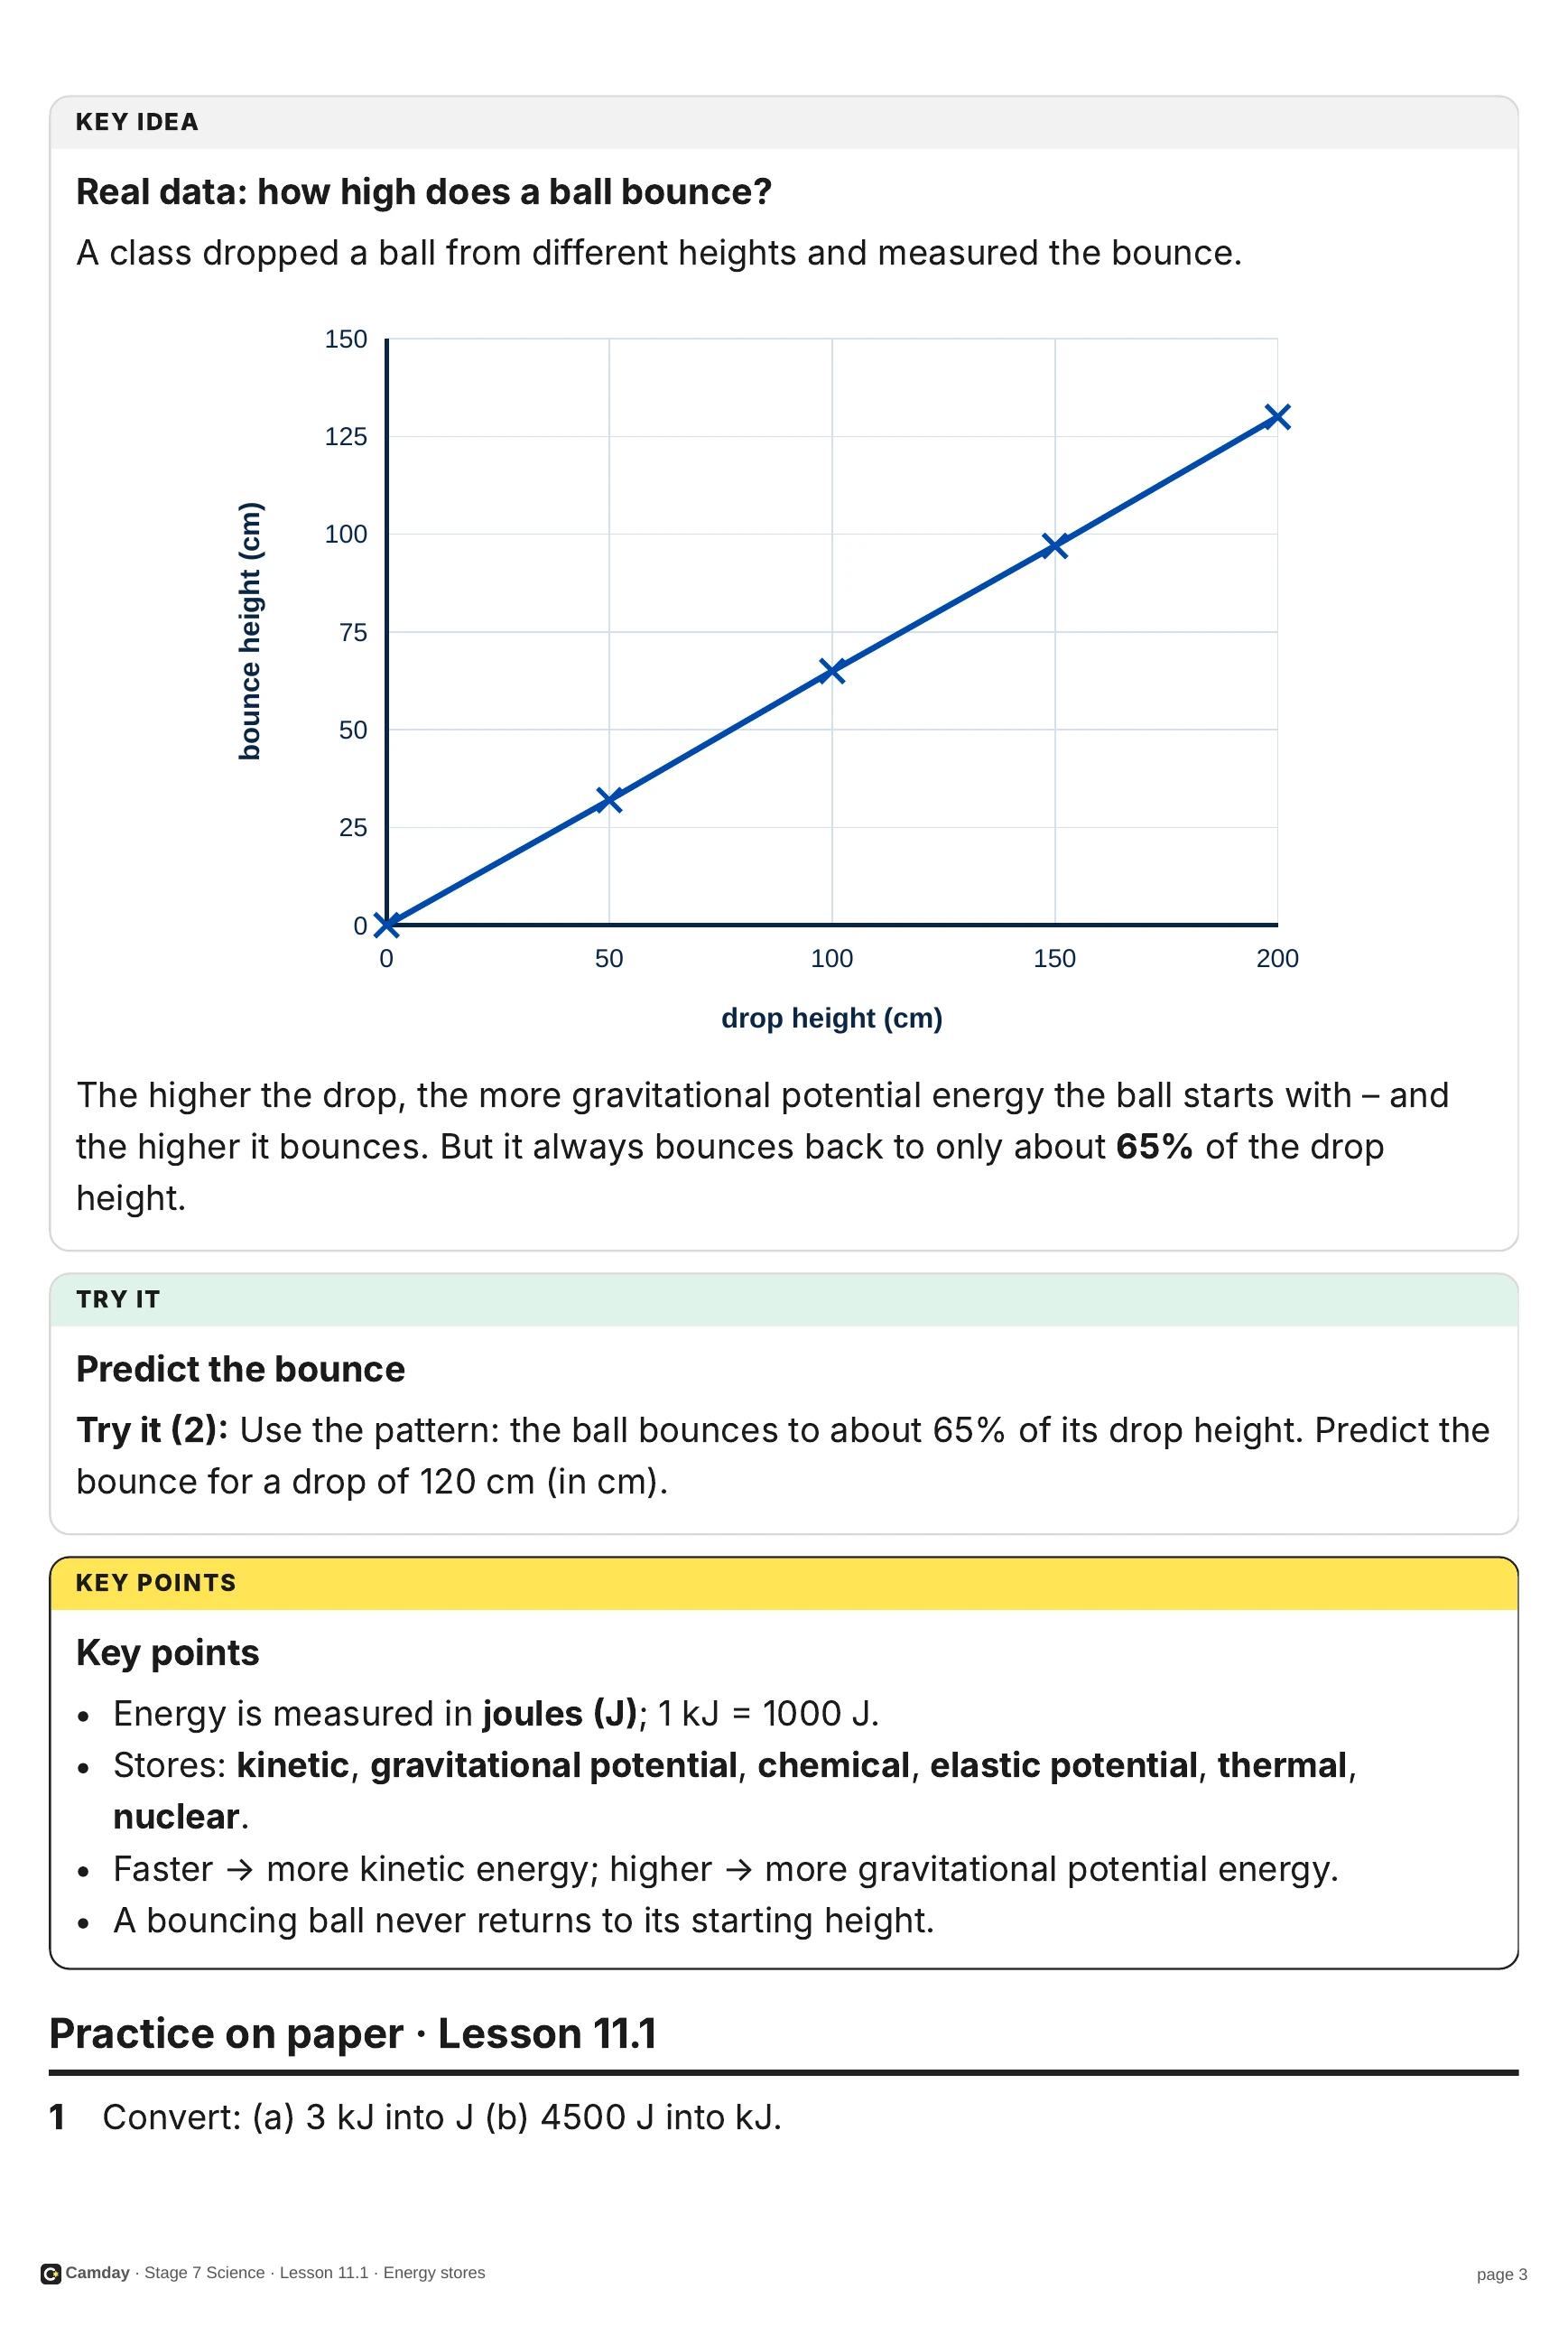 KEY IDEA
Real data: how high does a ball bounce?
A class dropped a ball from different heights and measured the bounce.
150
125
100
75
50
25
0
bounce height (cm)
0 50 100 150 200
drop height (cm)
The higher the drop, the more gravitational potential energy the ball starts with – and
the higher it bounces. But it always bounces back to only about 65% of the drop
height.
TRY IT
Predict the bounce
Try it (2): Use the pattern: the ball bounces to about 65% of its drop height. Predict the
bounce for a drop of 120 cm (in cm).
KEY POINTS
Key points
• Energy is measured in joules (J); 1 kJ = 1000 J.
• Stores: kinetic, gravitational potential, chemical, elastic potential, thermal,
nuclear.
• Faster → more kinetic energy; higher → more gravitational potential energy.
• A bouncing ball never returns to its starting height.
Practice on paper · Lesson 11.1
1 Convert: (a) 3 kJ into J (b) 4500 J into kJ.
Camday · Stage 7 Science · Lesson 11.1 · Energy stores
page 3